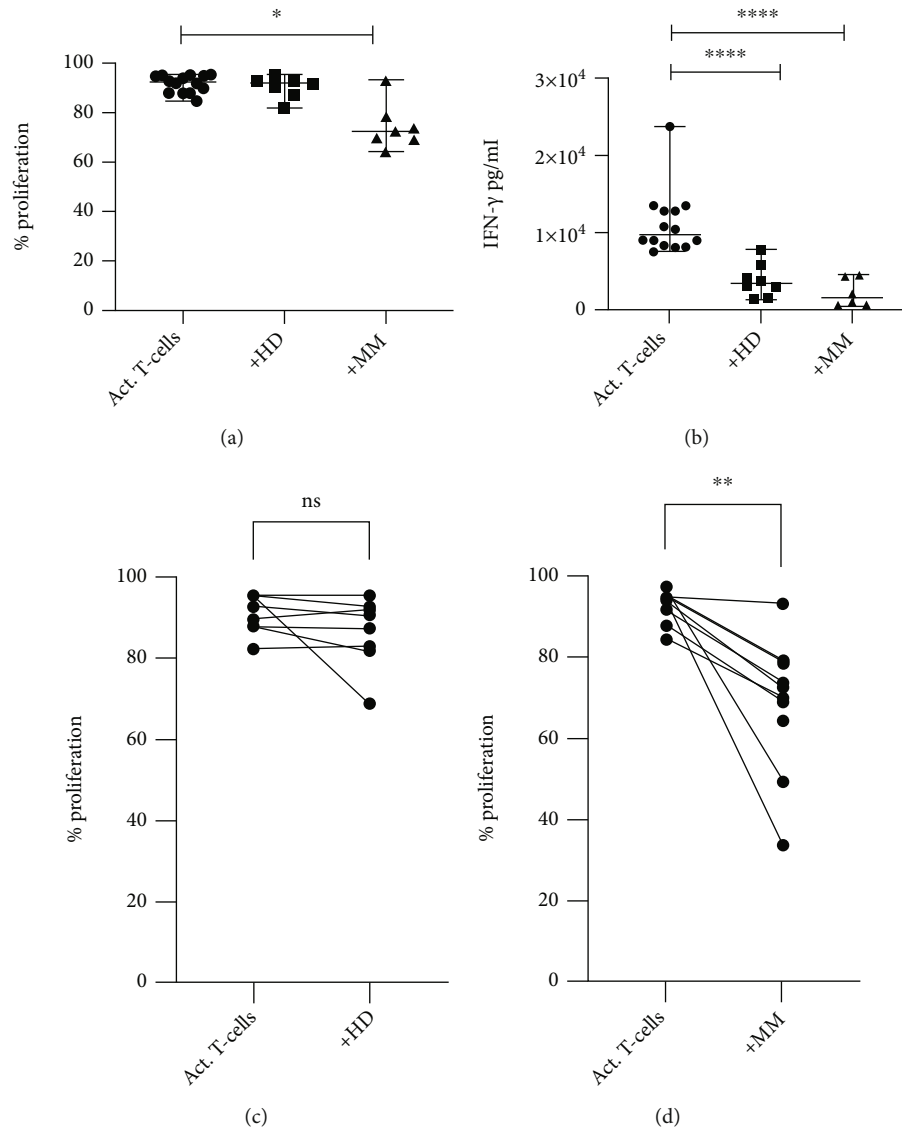 *
% proliferation
100
80
60
40
20
0
Act. T-cells
+HD
+MM
(a)
****
****
IFN-γ pg/ml
3×10⁴
2×10⁴
1×10⁴
0
Act. T-cells
+HD
+MM
(b)
ns
% proliferation
100
80
60
40
20
0
Act. T-cells
+HD
(c)
**
% proliferation
100
80
60
40
20
0
Act. T-cells
+MM
(d)